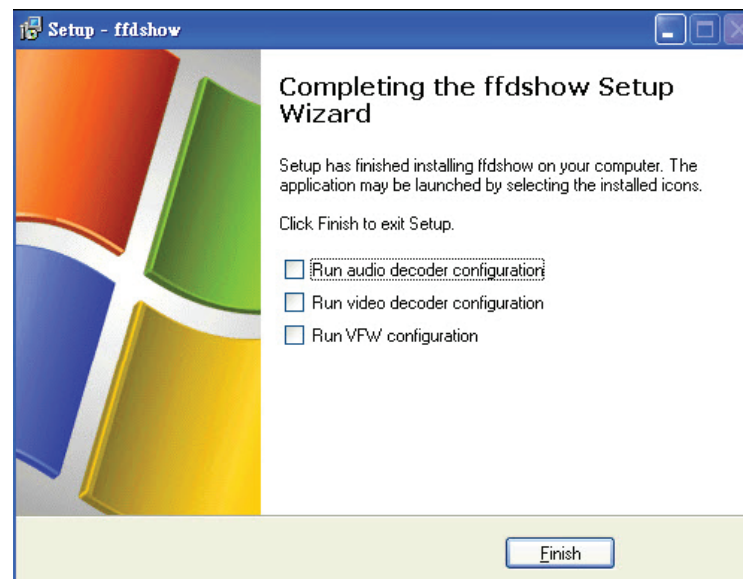 Setup - ffdshow
Completing the ffdshow Setup
Wizard
Setup has finished installing ffdshow on your computer. The
application may be launched by selecting the installed icons.
Click Finish to exit Setup.
Run audio decoder configuration
Run video decoder configuration
Run VFW configuration
Finish